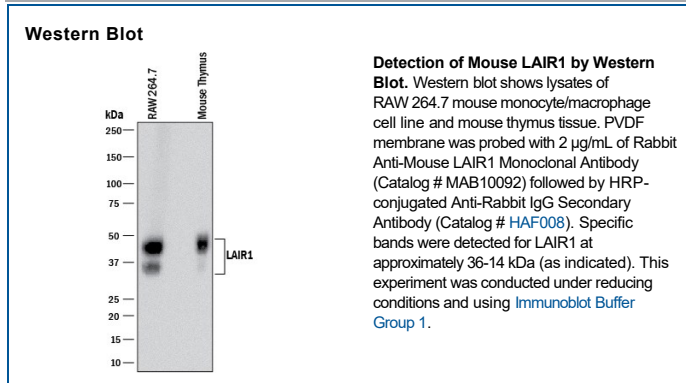 Western Blot
RAW 264.7
Mouse Thymus
kDa
250
150
100
75
50
37
25
20
15
10
LAIR1
Detection of Mouse LAIR1 by Western
Blot. Western blot shows lysates of
RAW 264.7 mouse monocyte/macrophage
cell line and mouse thymus tissue. PVDF
membrane was probed with 2 µg/mL of Rabbit
Anti-Mouse LAIR1 Monoclonal Antibody
(Catalog # MAB10092) followed by HRP-
conjugated Anti-Rabbit IgG Secondary
Antibody (Catalog # HAF008). Specific
bands were detected for LAIR1 at
approximately 36-14 kDa (as indicated). This
experiment was conducted under reducing
conditions and using Immunoblot Buffer
Group 1.